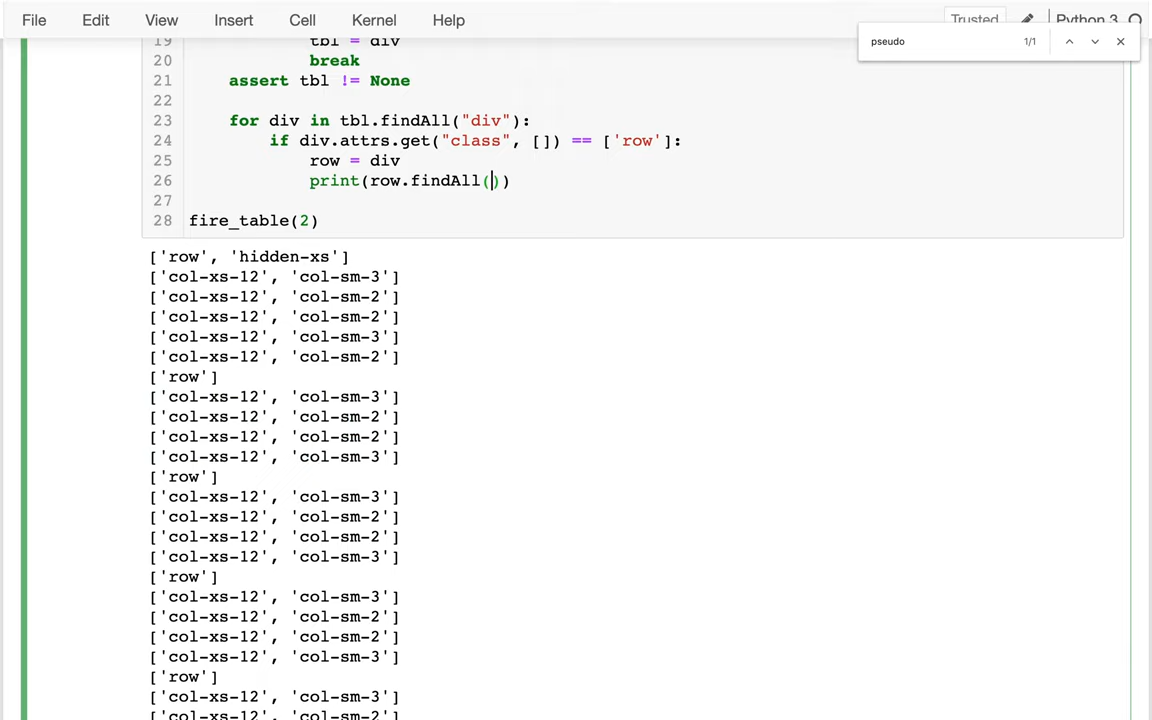 File Edit View Insert Cell Kernel Help Trusted Python 3
pseudo 1/1
19 tbl = div
20 break
21 assert tbl != None
22
23 for div in tbl.findAll("div"):
24 if div.attrs.get("class", []) == ['row']:
25 row = div
26 print(row.findAll())
27
28 fire_table(2)
['row', 'hidden-xs']
['col-xs-12', 'col-sm-3']
['col-xs-12', 'col-sm-2']
['col-xs-12', 'col-sm-2']
['col-xs-12', 'col-sm-3']
['col-xs-12', 'col-sm-2']
['row']
['col-xs-12', 'col-sm-3']
['col-xs-12', 'col-sm-2']
['col-xs-12', 'col-sm-2']
['col-xs-12', 'col-sm-3']
['row']
['col-xs-12', 'col-sm-3']
['col-xs-12', 'col-sm-2']
['col-xs-12', 'col-sm-2']
['col-xs-12', 'col-sm-3']
['row']
['col-xs-12', 'col-sm-3']
['col-xs-12', 'col-sm-2']
['col-xs-12', 'col-sm-2']
['col-xs-12', 'col-sm-3']
['row']
['col-xs-12', 'col-sm-3']
['col-xs-12', 'col-sm-2']